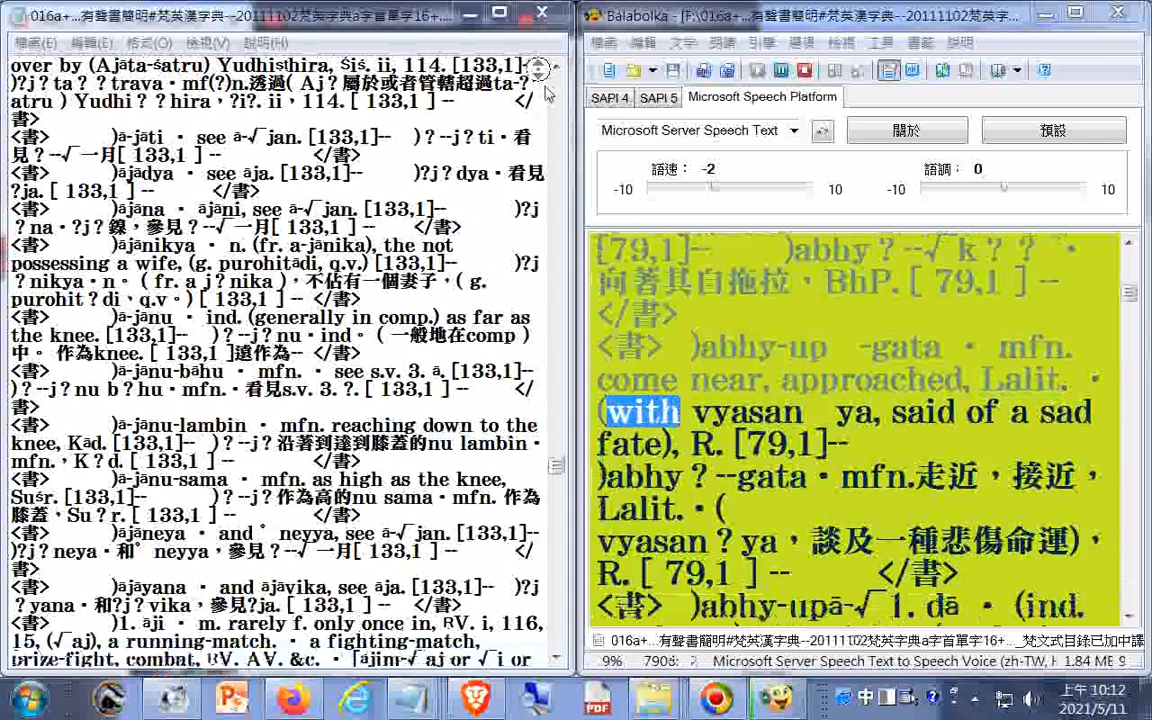 016a+...有聲書簡明#梵英漢字典--20111102梵英字典a字首單字16+...
檔案(E) 編輯(E) 格式(O) 檢視(V) 說明(H)
over by (Ajāta-śatru) Yudhiṣṭhira, Śiś. ii, 114. [133,1]--
)?j?ta??trava‧mf(?)n.透過( Aj?屬於或者管轄超過ta-?
atru ) Yudhi??hira，?i?. ii，114. [ 133,1 ] -- </
書>
<書> )ā-jāti ‧ see ā-√jan. [133,1]-- )?--j?ti‧看
見?--√一月[ 133,1 ] -- </書>
<書> )ājādya ‧ see āja. [133,1]-- )?j?dya‧看見
?ja. [ 133,1 ] -- </書>
<書> )ājāna ‧ ājāni, see ā-√jan. [133,1]-- )?j
?na‧?j?鎳，參見?--√一月[ 133,1 ] -- </書>
<書> )ājānikya ‧ n. (fr. a-jānika), the not
possessing a wife, (g. purohitādi, q.v.) [133,1]-- )?j
?nikya‧n。( fr. a j?nika )，不佔有一個妻子，( g.
purohit?di，q.v。) [ 133,1 ] -- </書>
<書> )ā-jānu ‧ ind. (generally in comp.) as far as
the knee. [133,1]-- )?--j?nu‧ind。 ( 一般地在comp )
中。 作為knee. [ 133,1 ]遠作為-- </書>
<書> )ā-jānu-bāhu ‧ mfn. ‧ see s.v. 3. ā. [133,1]--
)?--j?nu b?hu‧mfn.‧看見s.v. 3. ?. [ 133,1 ] -- </
書>
<書> )ā-jānu-lambin ‧ mfn. reaching down to the
knee, Kād. [133,1]-- )?--j?沿著到達到膝蓋的nu lambin‧
mfn.，K?d. [ 133,1 ] -- </書>
<書> )ā-jānu-sama ‧ mfn. as high as the knee,
Suśr. [133,1]-- )?--j?作為高的nu sama‧mfn. 作為
膝蓋，Su?r. [ 133,1 ] -- </書>
<書> )ājāneya ‧ and ゜neyya, see ā-√jan. [133,1]--
)?j?neya‧和゜neyya，參見?--√一月[ 133,1 ] -- </
書>
<書> )ājāyana ‧ and ājāvika, see āja. [133,1]-- )?j
?yana‧和?j?vika，參見?ja. [ 133,1 ] -- </書>
<書> )1. āji ‧ m. rarely f. only once in, RV. i, 116,
15, (√aj), a running-match. ‧ a fighting-match,
prize-fight, combat, RV. AV. &c. ‧ [ājim-√aj or √i or
Balabolka - [F:\016a+...有聲書簡明#梵英漢字典--20111102梵英字...
檔案 編輯 文字 朗讀 引擎 選項 檢視 工具 書籤 說明
SAPI 4 SAPI 5 Microsoft Speech Platform
Microsoft Server Speech Text 關於 預設
語速： -2 語調： 0
-10 10 -10 10
[79,1]-- )abhy?--√k??‧
向著其自拖拉，BhP. [ 79,1 ] --
</書>
<書> )abhy-up -gata ‧ mfn.
come near, approached, Lalit. ‧
(with vyasan ya, said of a sad
fate), R. [79,1]--
)abhy?--gata‧mfn.走近，接近，
Lalit.‧(
vyasan?ya，談及一種悲傷命運)，
R. [ 79,1 ] -- </書>
<書> )abhy-upā-√1. dā ‧ (ind.
016a+...有聲書簡明#梵英漢字典--20111102梵英字典a字首單字16+..._梵文式目錄已加中譯
9% 7906: Microsoft Server Speech Text to Speech Voice (zh-TW, H 1.84 MB 9
中
上午 10:12
2021/5/11